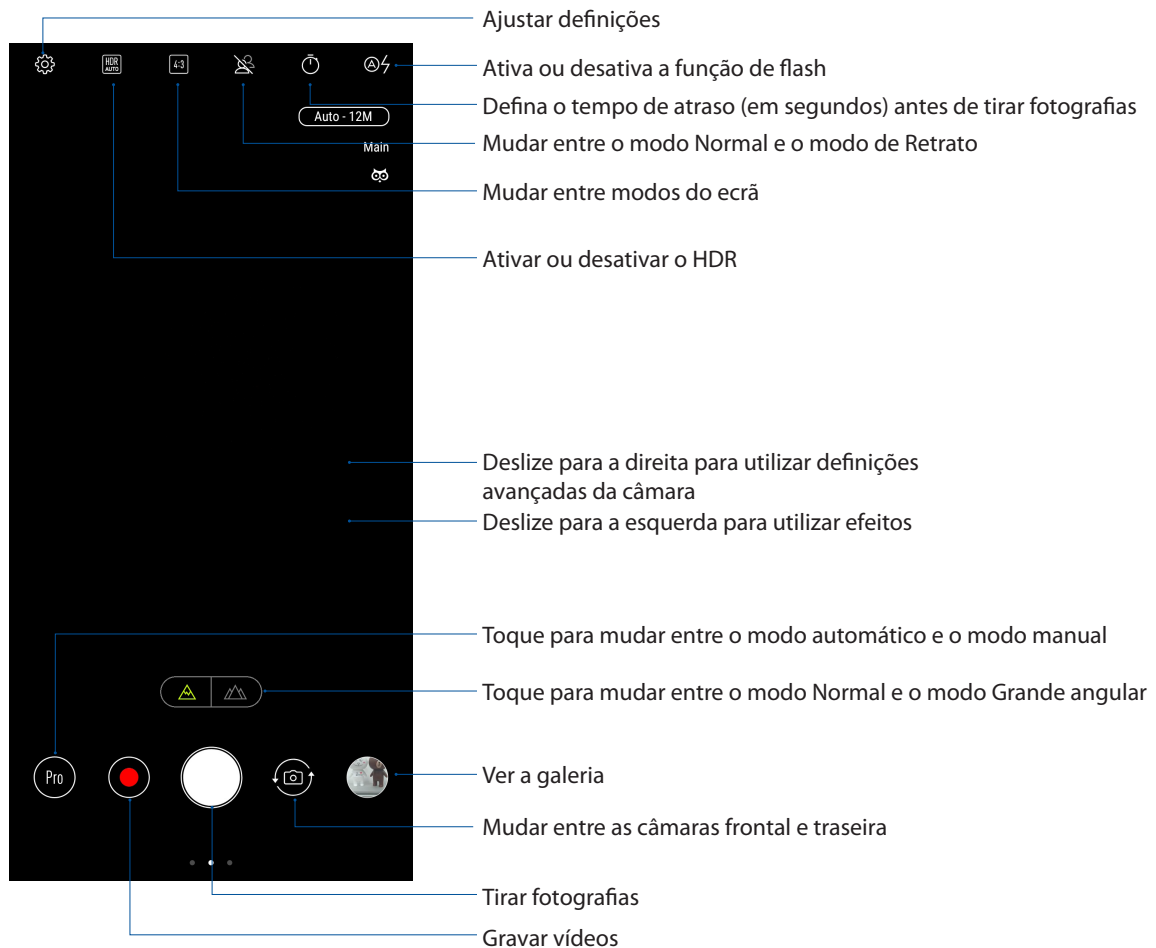 Ajustar definições
HDR
AUTO
4:3
A
Ativa ou desativa a função de flash
Defina o tempo de atraso (em segundos) antes de tirar fotografias
Auto - 12M
Mudar entre o modo Normal e o modo de Retrato
Main
Mudar entre modos do ecrã
Ativar ou desativar o HDR
Deslize para a direita para utilizar definições
avançadas da câmara
Deslize para a esquerda para utilizar efeitos
Toque para mudar entre o modo automático e o modo manual
Toque para mudar entre o modo Normal e o modo Grande angular
Pro
Ver a galeria
Mudar entre as câmaras frontal e traseira
Tirar fotografias
Gravar vídeos